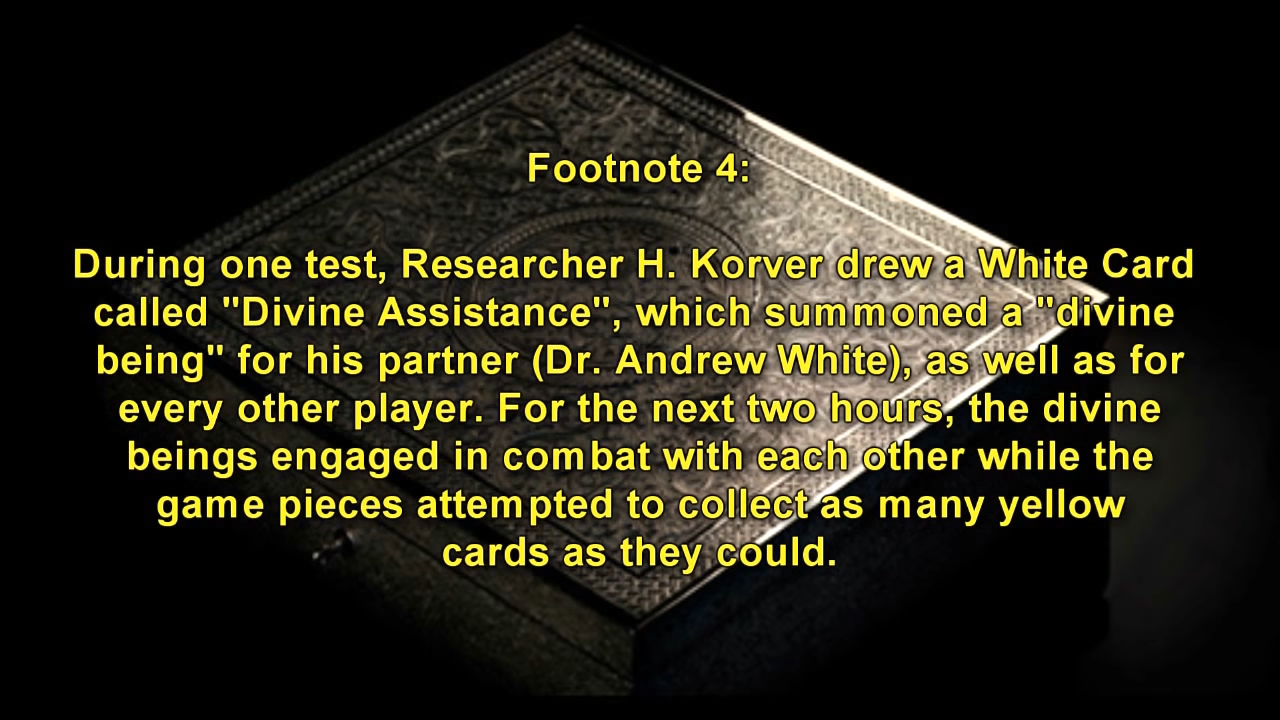 Footnote 4:
During one test, Researcher H. Korver drew a White Card
called "Divine Assistance", which summoned a "divine
being" for his partner (Dr. Andrew White), as well as for
every other player. For the next two hours, the divine
beings engaged in combat with each other while the
game pieces attempted to collect as many yellow
cards as they could.